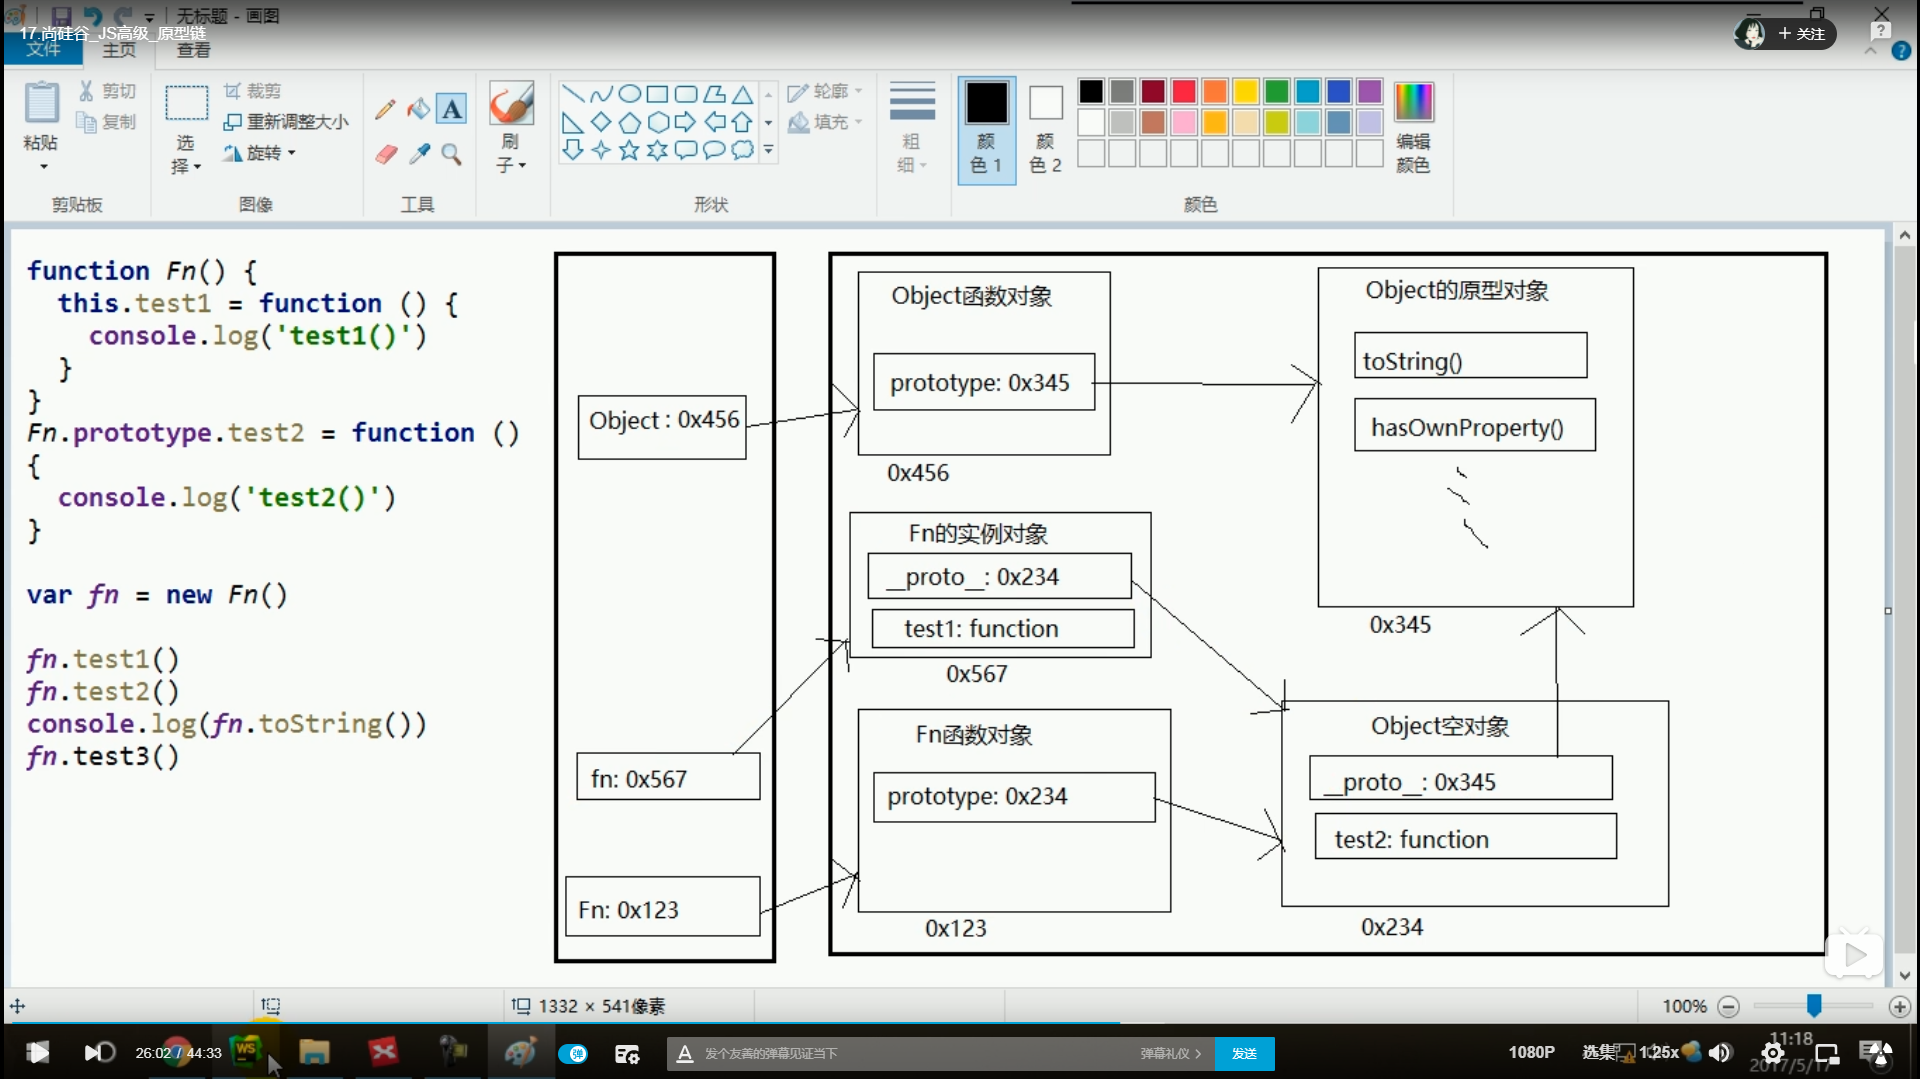 无标题 - 画图
17.尚硅谷_JS高级_原型链
+ 关注
文件 主页 查看
粘贴
剪切
复制
剪贴板
选择
裁剪
重新调整大小
旋转
图像
A
工具
刷子
形状
轮廓
填充
粗细
颜色 1
颜色 2
编辑颜色
颜色
function Fn() {
this.test1 = function () {
console.log('test1()')
}
}
Fn.prototype.test2 = function ()
{
console.log('test2()')
}
var fn = new Fn()
fn.test1()
fn.test2()
console.log(fn.toString())
fn.test3()
Object : 0x456
fn: 0x567
Fn: 0x123
Object函数对象
prototype: 0x345
0x456
Fn的实例对象
__proto__: 0x234
test1: function
0x567
Fn函数对象
prototype: 0x234
0x123
Object的原型对象
toString()
hasOwnProperty()
0x345
Object空对象
__proto__: 0x345
test2: function
0x234
1332 × 541像素
100%
26:02 / 44:33
WS
弹
A 发个友善的弹幕见证当下
弹幕礼仪 >
发送
1080P
选集
1.25x
11:18
2017/5/17